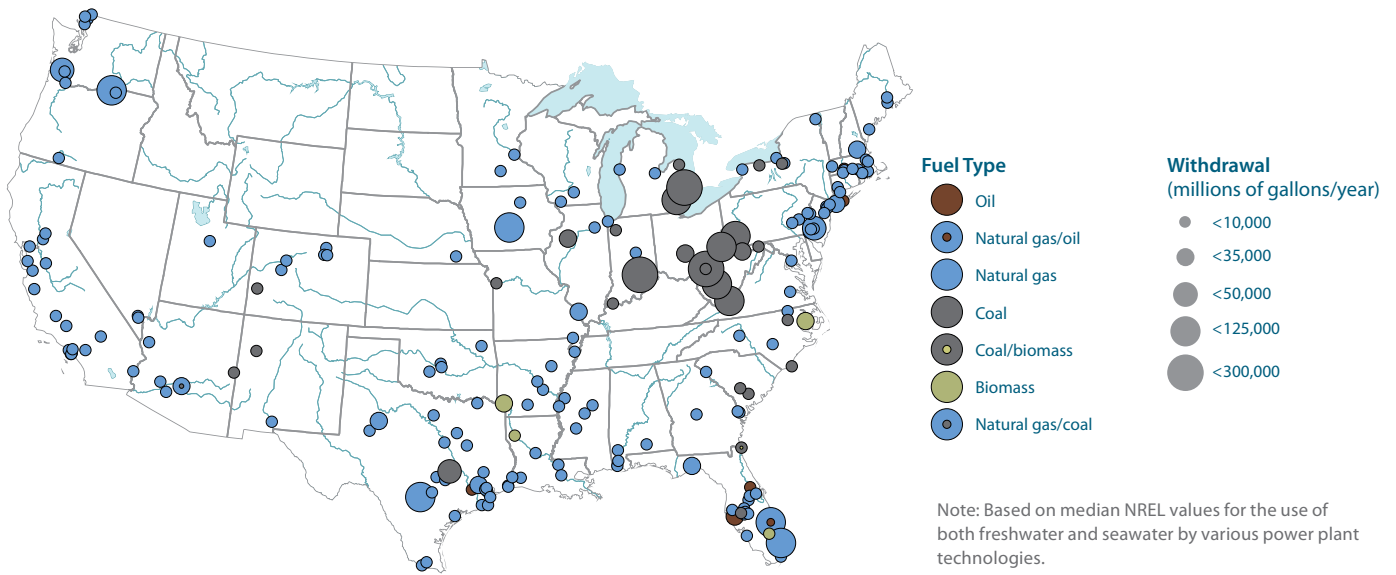 Fuel Type
Oil
Natural gas/oil
Natural gas
Coal
Coal/biomass
Biomass
Natural gas/coal
Withdrawal
(millions of gallons/year)
<10,000
<35,000
<50,000
<125,000
<300,000
Note: Based on median NREL values for the use of
both freshwater and seawater by various power plant
technologies.